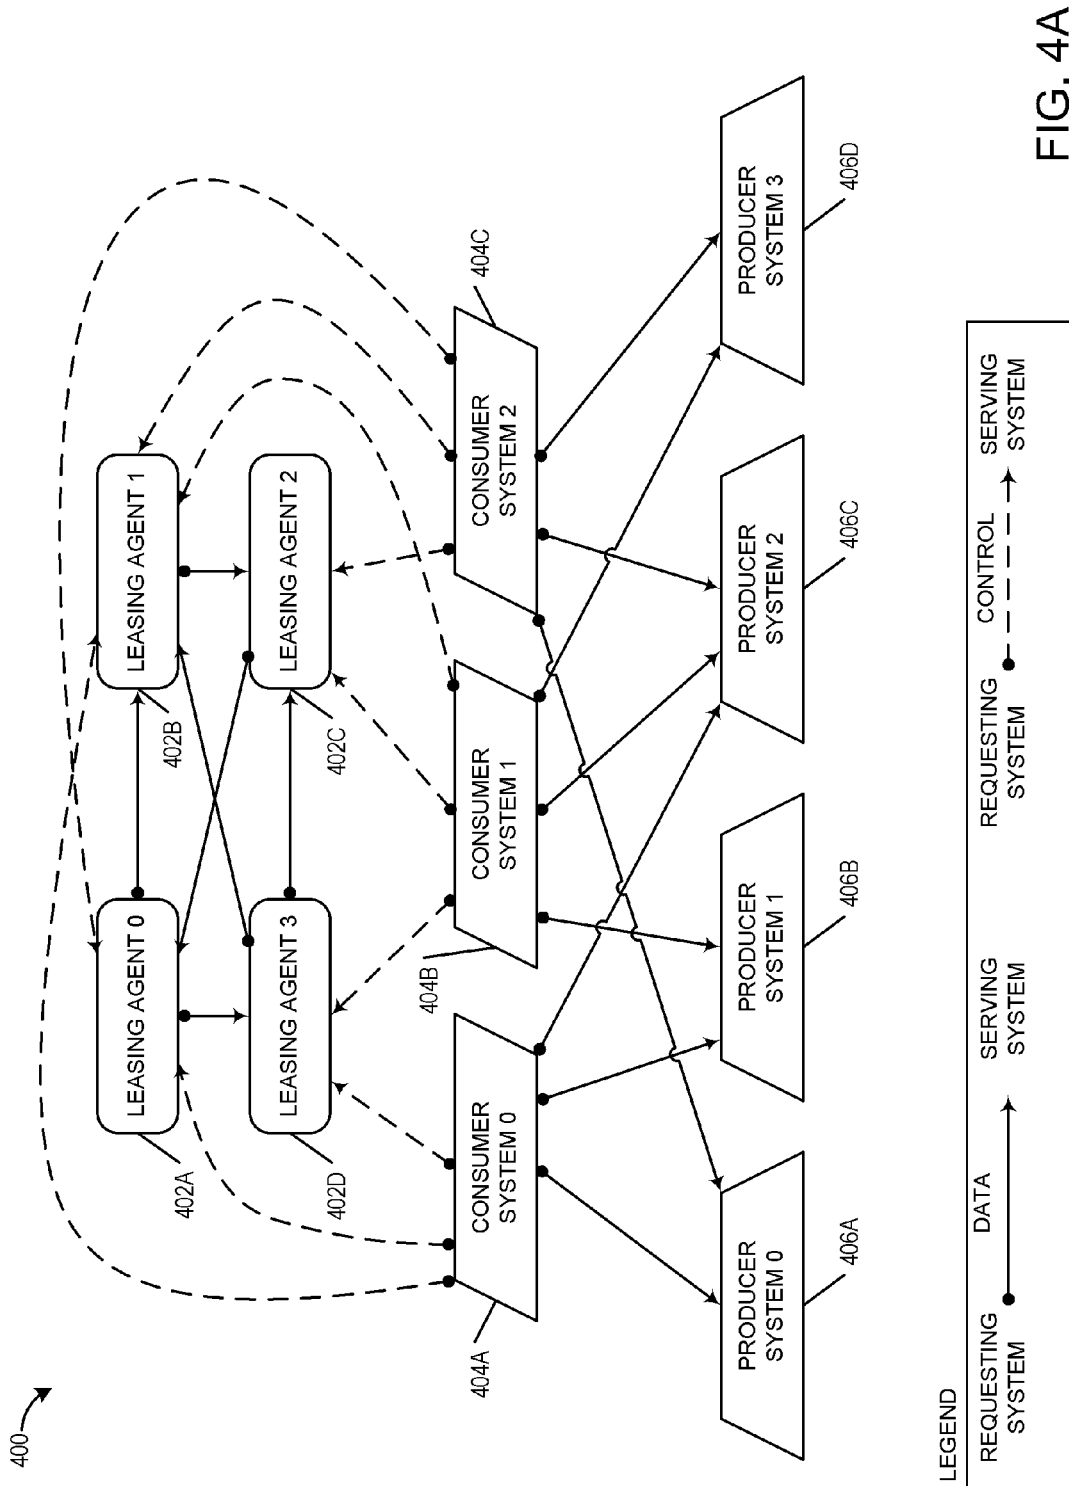 400
LEASING AGENT 0
402A
LEASING AGENT 1
402B
LEASING AGENT 3
402D
LEASING AGENT 2
402C
CONSUMER
SYSTEM 0
404A
CONSUMER
SYSTEM 1
404B
CONSUMER
SYSTEM 2
404C
PRODUCER
SYSTEM 0
406A
PRODUCER
SYSTEM 1
406B
PRODUCER
SYSTEM 2
406C
PRODUCER
SYSTEM 3
406D
LEGEND
REQUESTING
SYSTEM
DATA
SERVING
SYSTEM
REQUESTING
SYSTEM
CONTROL
SERVING
SYSTEM
FIG. 4A